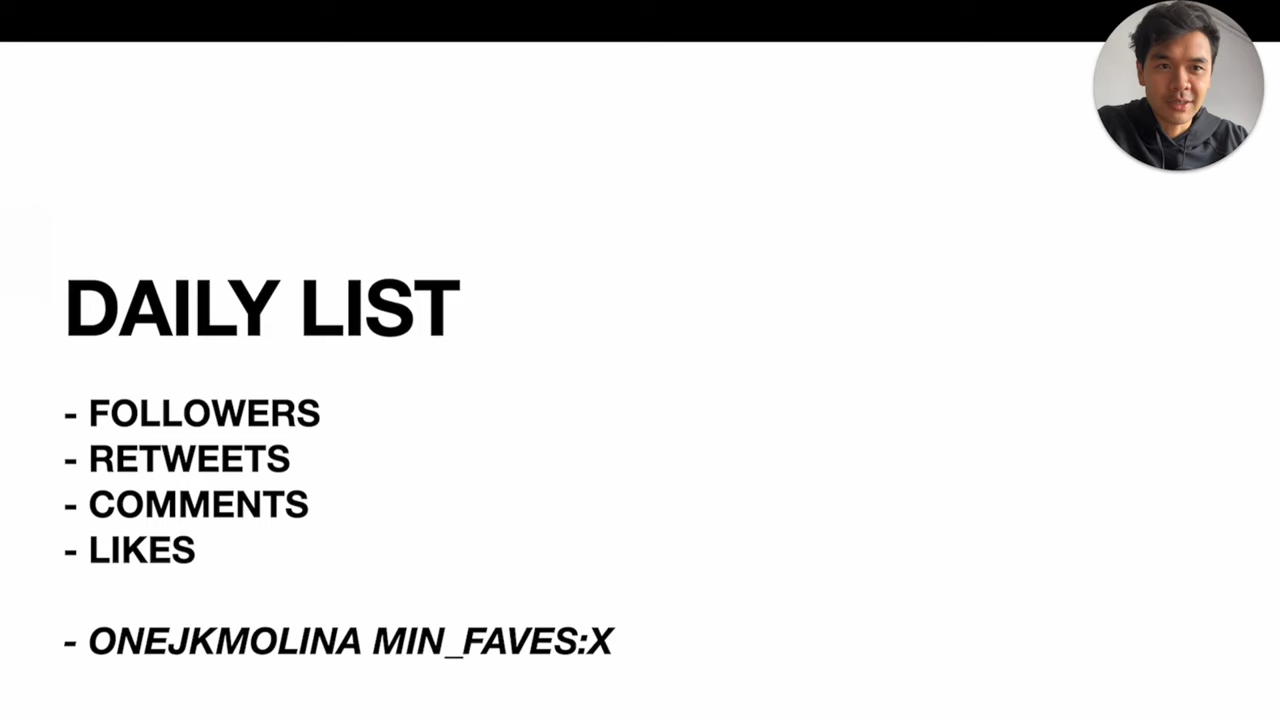 DAILY LIST
- FOLLOWERS
- RETWEETS
- COMMENTS
- LIKES
- ONEJKMOLINA MIN_FAVES:X